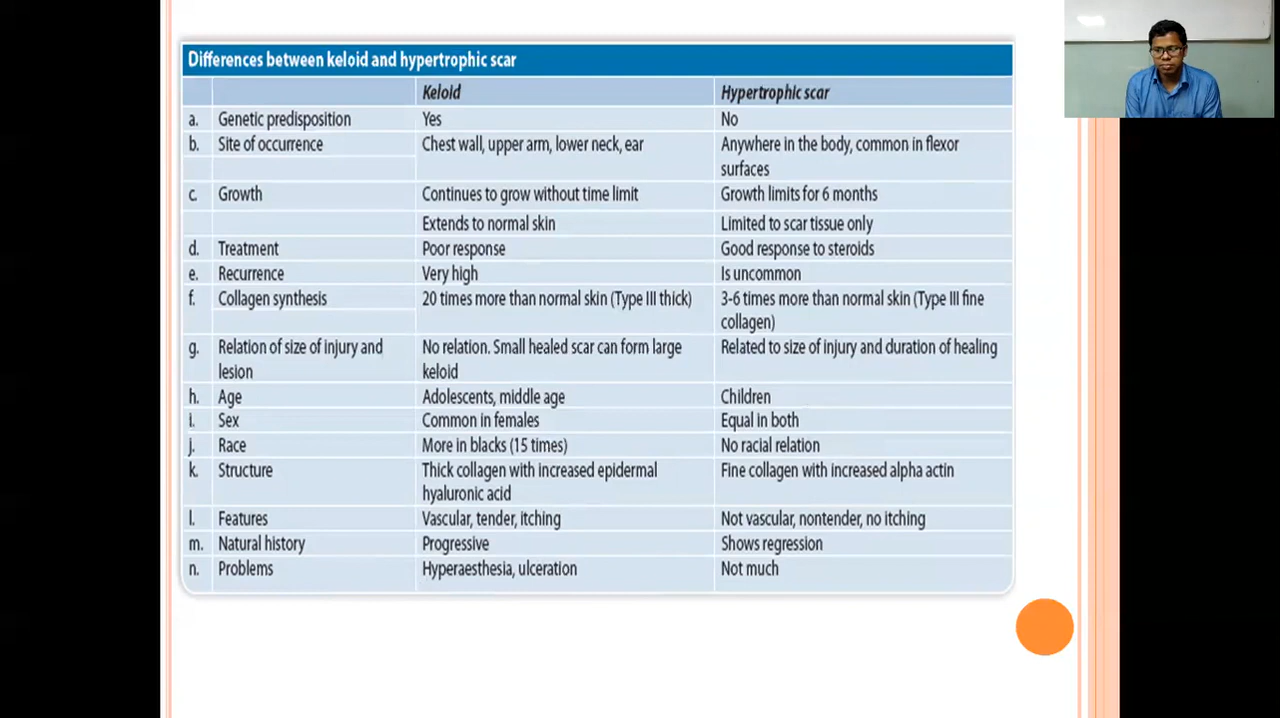 Differences between keloid and hypertrophic scar
Keloid Hypertrophic scar
a. Genetic predisposition Yes No
b. Site of occurrence Chest wall, upper arm, lower neck, ear Anywhere in the body, common in flexor
surfaces
c. Growth Continues to grow without time limit Growth limits for 6 months
Extends to normal skin Limited to scar tissue only
d. Treatment Poor response Good response to steroids
e. Recurrence Very high Is uncommon
f. Collagen synthesis 20 times more than normal skin (Type III thick) 3-6 times more than normal skin (Type III fine
collagen)
g. Relation of size of injury and No relation. Small healed scar can form large Related to size of injury and duration of healing
lesion keloid
h. Age Adolescents, middle age Children
i. Sex Common in females Equal in both
j. Race More in blacks (15 times) No racial relation
k. Structure Thick collagen with increased epidermal Fine collagen with increased alpha actin
hyaluronic acid
l. Features Vascular, tender, itching Not vascular, nontender, no itching
m. Natural history Progressive Shows regression
n. Problems Hyperaesthesia, ulceration Not much